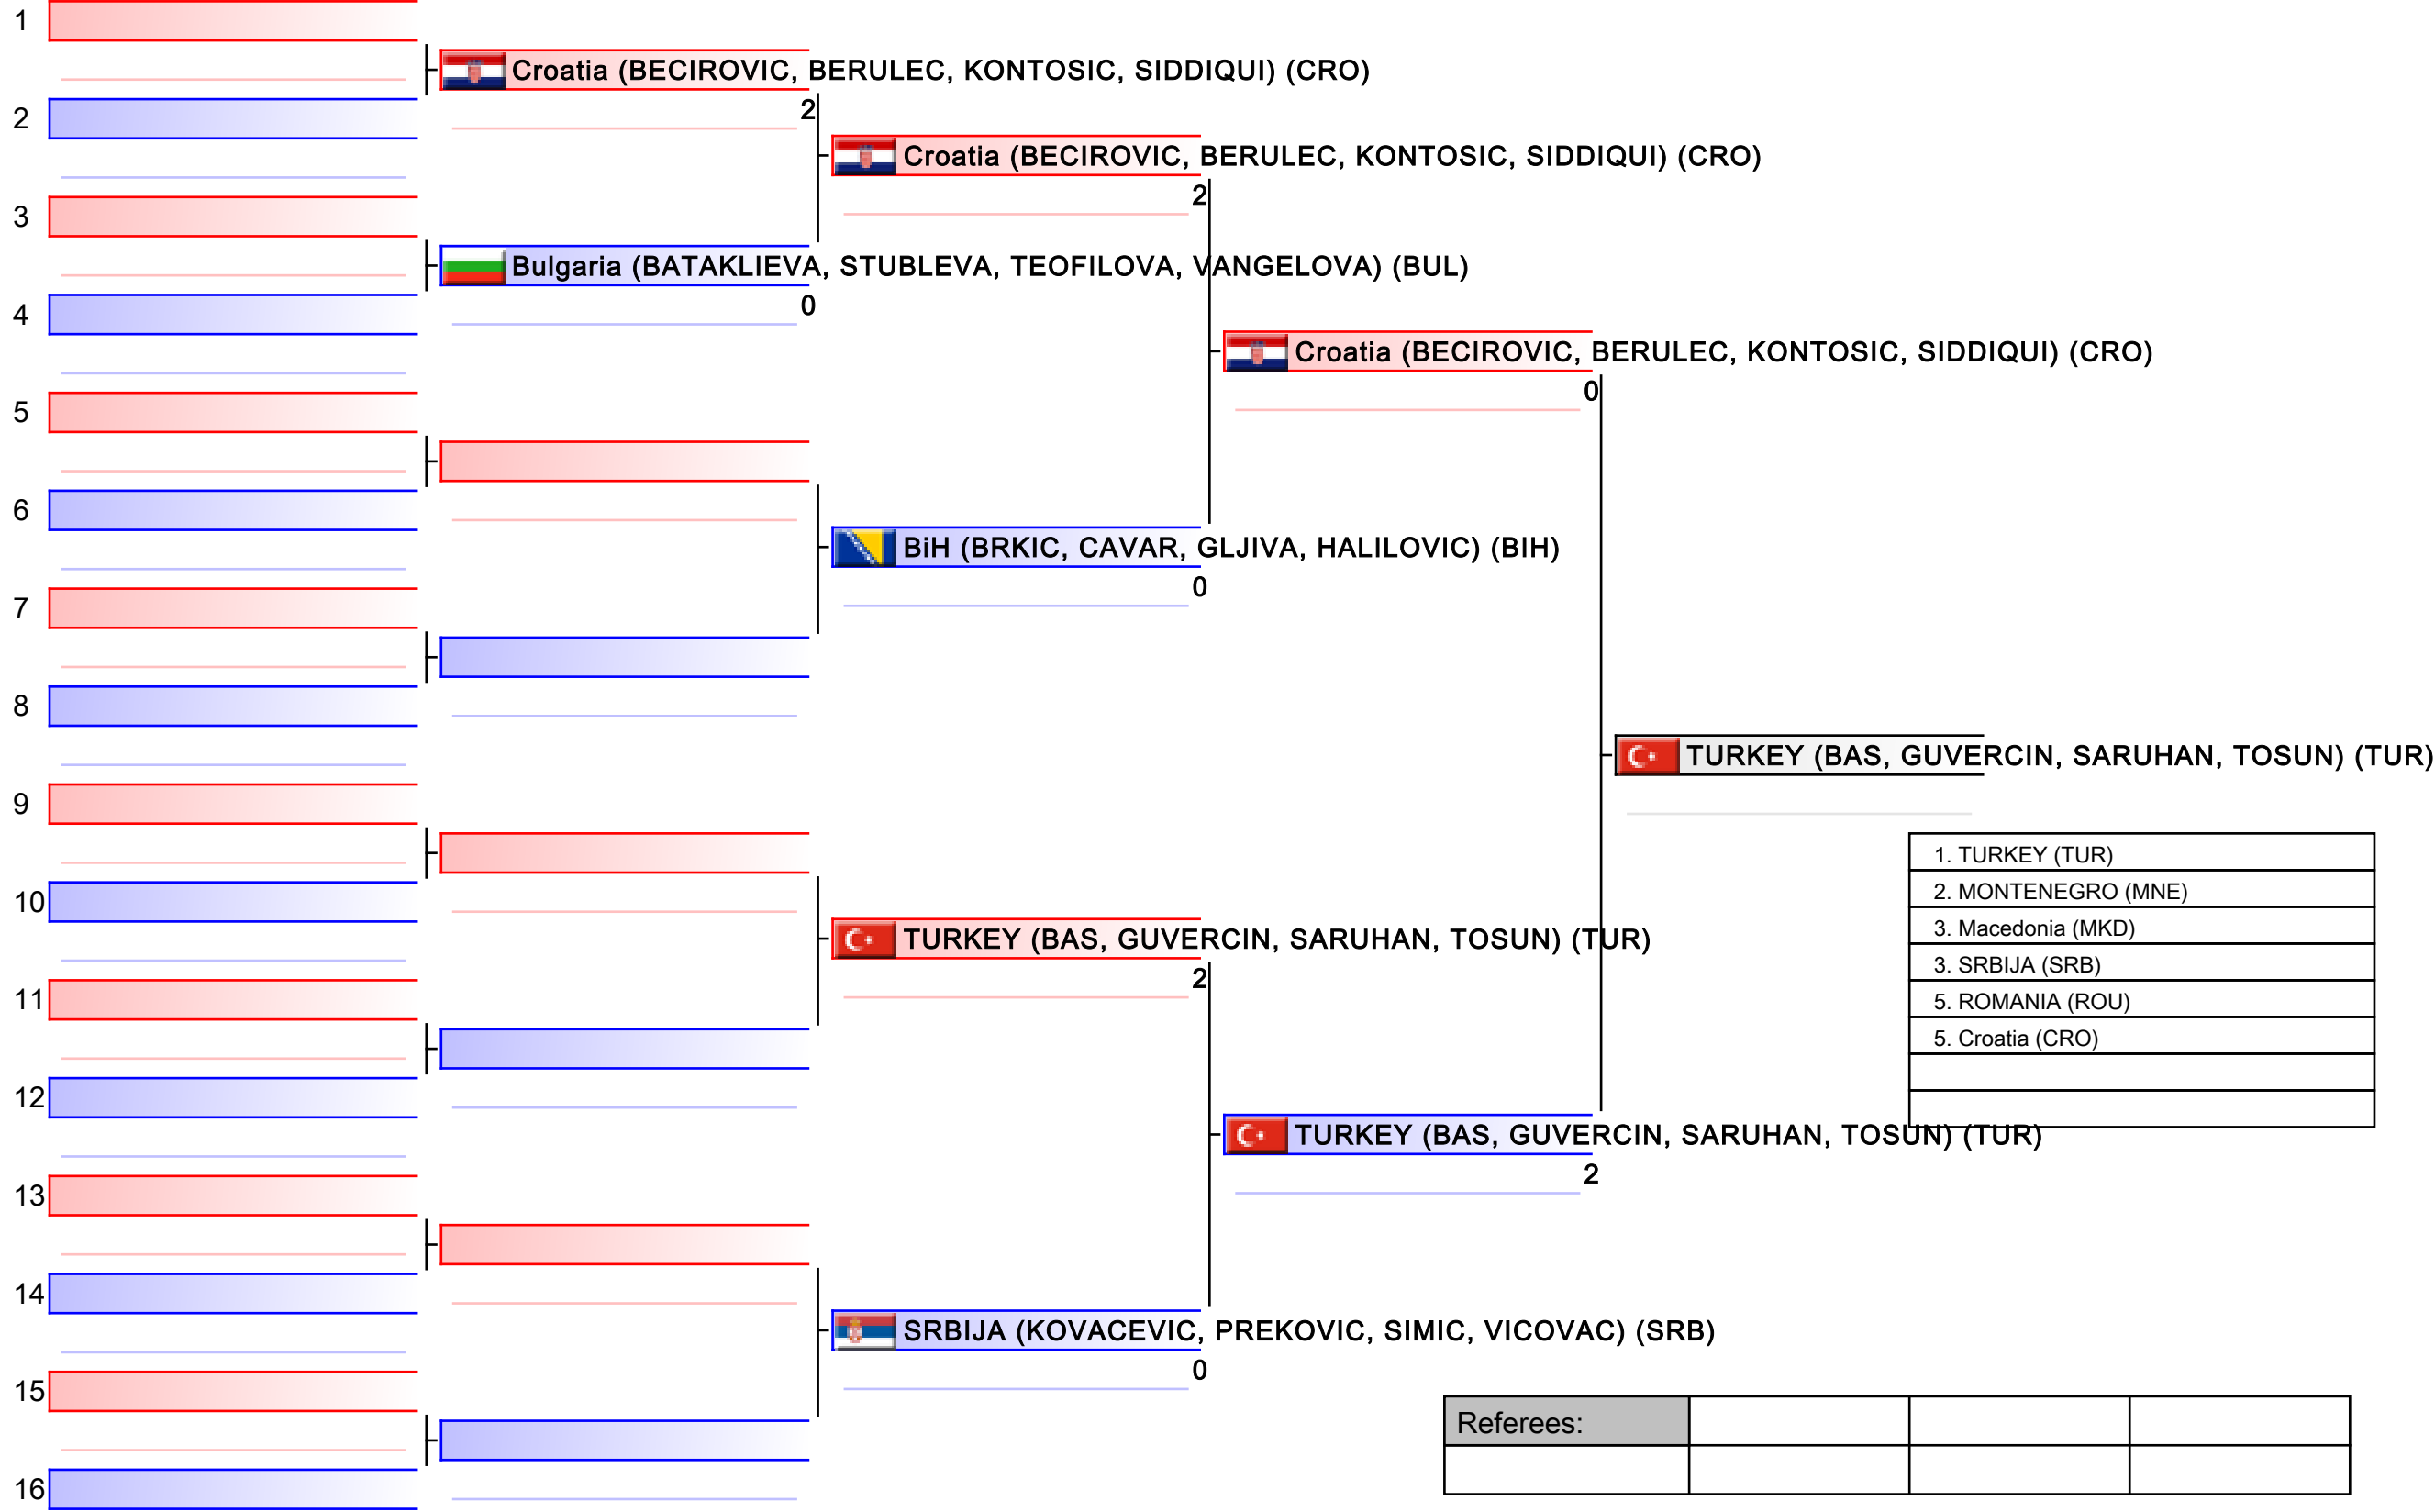 1
Croatia (BECIROVIC, BERULEC, KONTOSIC, SIDDIQUI) (CRO)
2
2
Croatia (BECIROVIC, BERULEC, KONTOSIC, SIDDIQUI) (CRO)
2
3
Bulgaria (BATAKLIEVA, STUBLEVA, TEOFILOVA, VANGELOVA) (BUL)
0
4
Croatia (BECIROVIC, BERULEC, KONTOSIC, SIDDIQUI) (CRO)
0
5
6
BiH (BRKIC, CAVAR, GLJIVA, HALILOVIC) (BIH)
0
7
8
TURKEY (BAS, GUVERCIN, SARUHAN, TOSUN) (TUR)
9
1. TURKEY (TUR)
2. MONTENEGRO (MNE)
3. Macedonia (MKD)
3. SRBIJA (SRB)
5. ROMANIA (ROU)
5. Croatia (CRO)
10
TURKEY (BAS, GUVERCIN, SARUHAN, TOSUN) (TUR)
2
11
12
TURKEY (BAS, GUVERCIN, SARUHAN, TOSUN) (TUR)
2
13
14
SRBIJA (KOVACEVIC, PREKOVIC, SIMIC, VICOVAC) (SRB)
0
15
Referees:
16